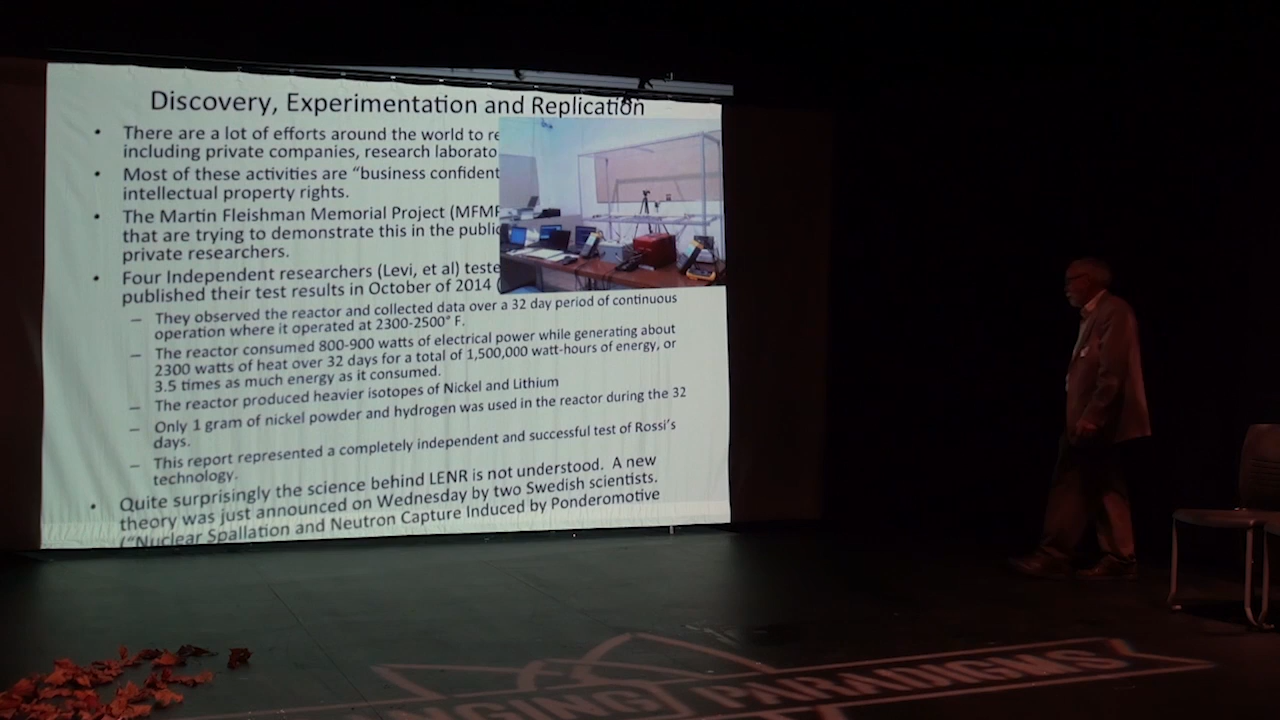 Discovery, Experimentation and Replication
• There are a lot of efforts around the world to re
including private companies, research laborato
• Most of these activities are “business confident
intellectual property rights.
• The Martin Fleishman Memorial Project (MFMP
that are trying to demonstrate this in the public
private researchers.
• Four Independent researchers (Levi, et al) teste
published their test results in October of 2014 (
– They observed the reactor and collected data over a 32 day period of continuous
operation where it operated at 2300-2500° F.
– The reactor consumed 800-900 watts of electrical power while generating about
2300 watts of heat over 32 days for a total of 1,500,000 watt-hours of energy, or
3.5 times as much energy as it consumed.
– The reactor produced heavier isotopes of Nickel and Lithium
– Only 1 gram of nickel powder and hydrogen was used in the reactor during the 32
days.
– This report represented a completely independent and successful test of Rossi’s
technology.
• Quite surprisingly the science behind LENR is not understood. A new
theory was just announced on Wednesday by two Swedish scientists.
(“Nuclear Spallation and Neutron Capture Induced by Ponderomotive
NGING PARADIGMS